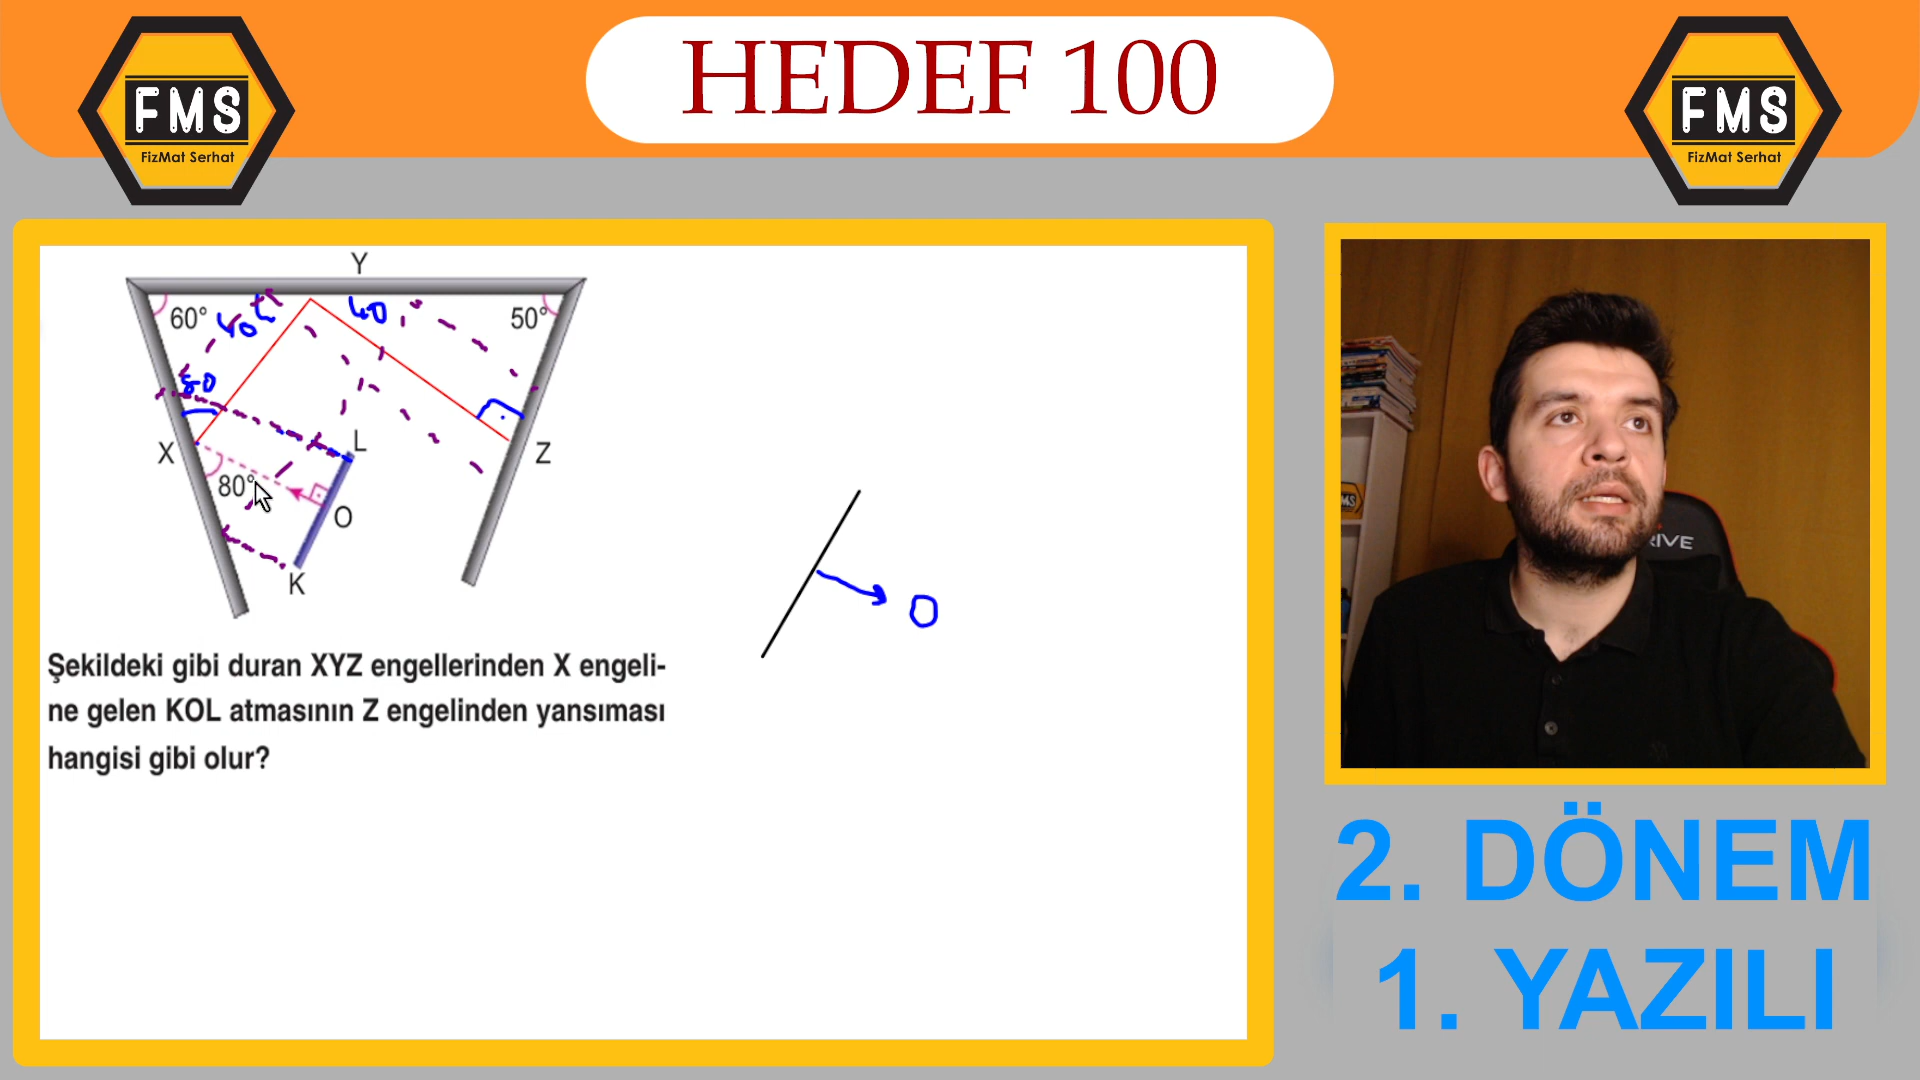 HEDEF 100
FMS
FizMat Serhat
FMS
FizMat Serhat
Y
60°
40
40
50°
80
X
L
Z
80°
O
K
O
Şekildeki gibi duran XYZ engellerinden X engeli-
ne gelen KOL atmasının Z engelinden yansıması
hangisi gibi olur?
2. DÖNEM
1. YAZILI